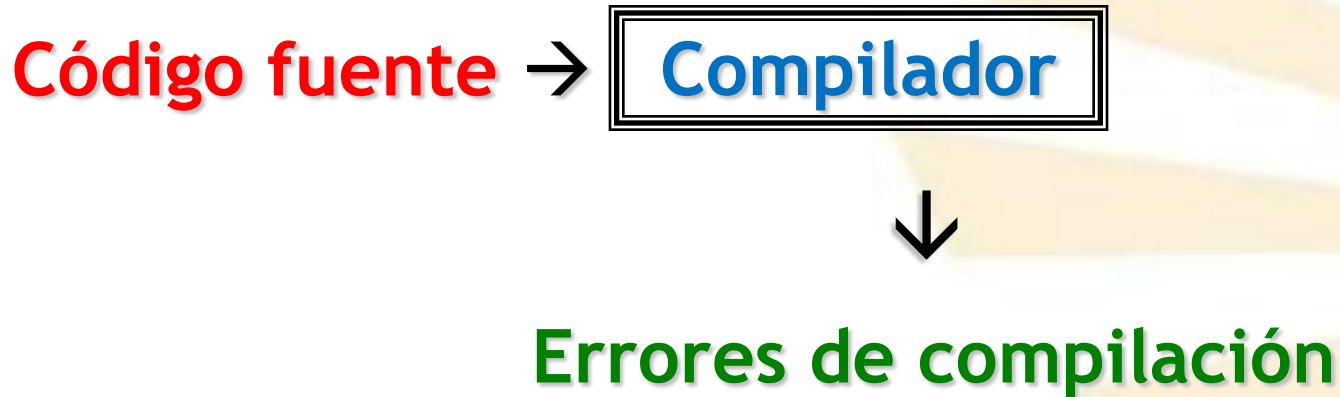 Código fuente → Compilador
↓
Errores de compilación